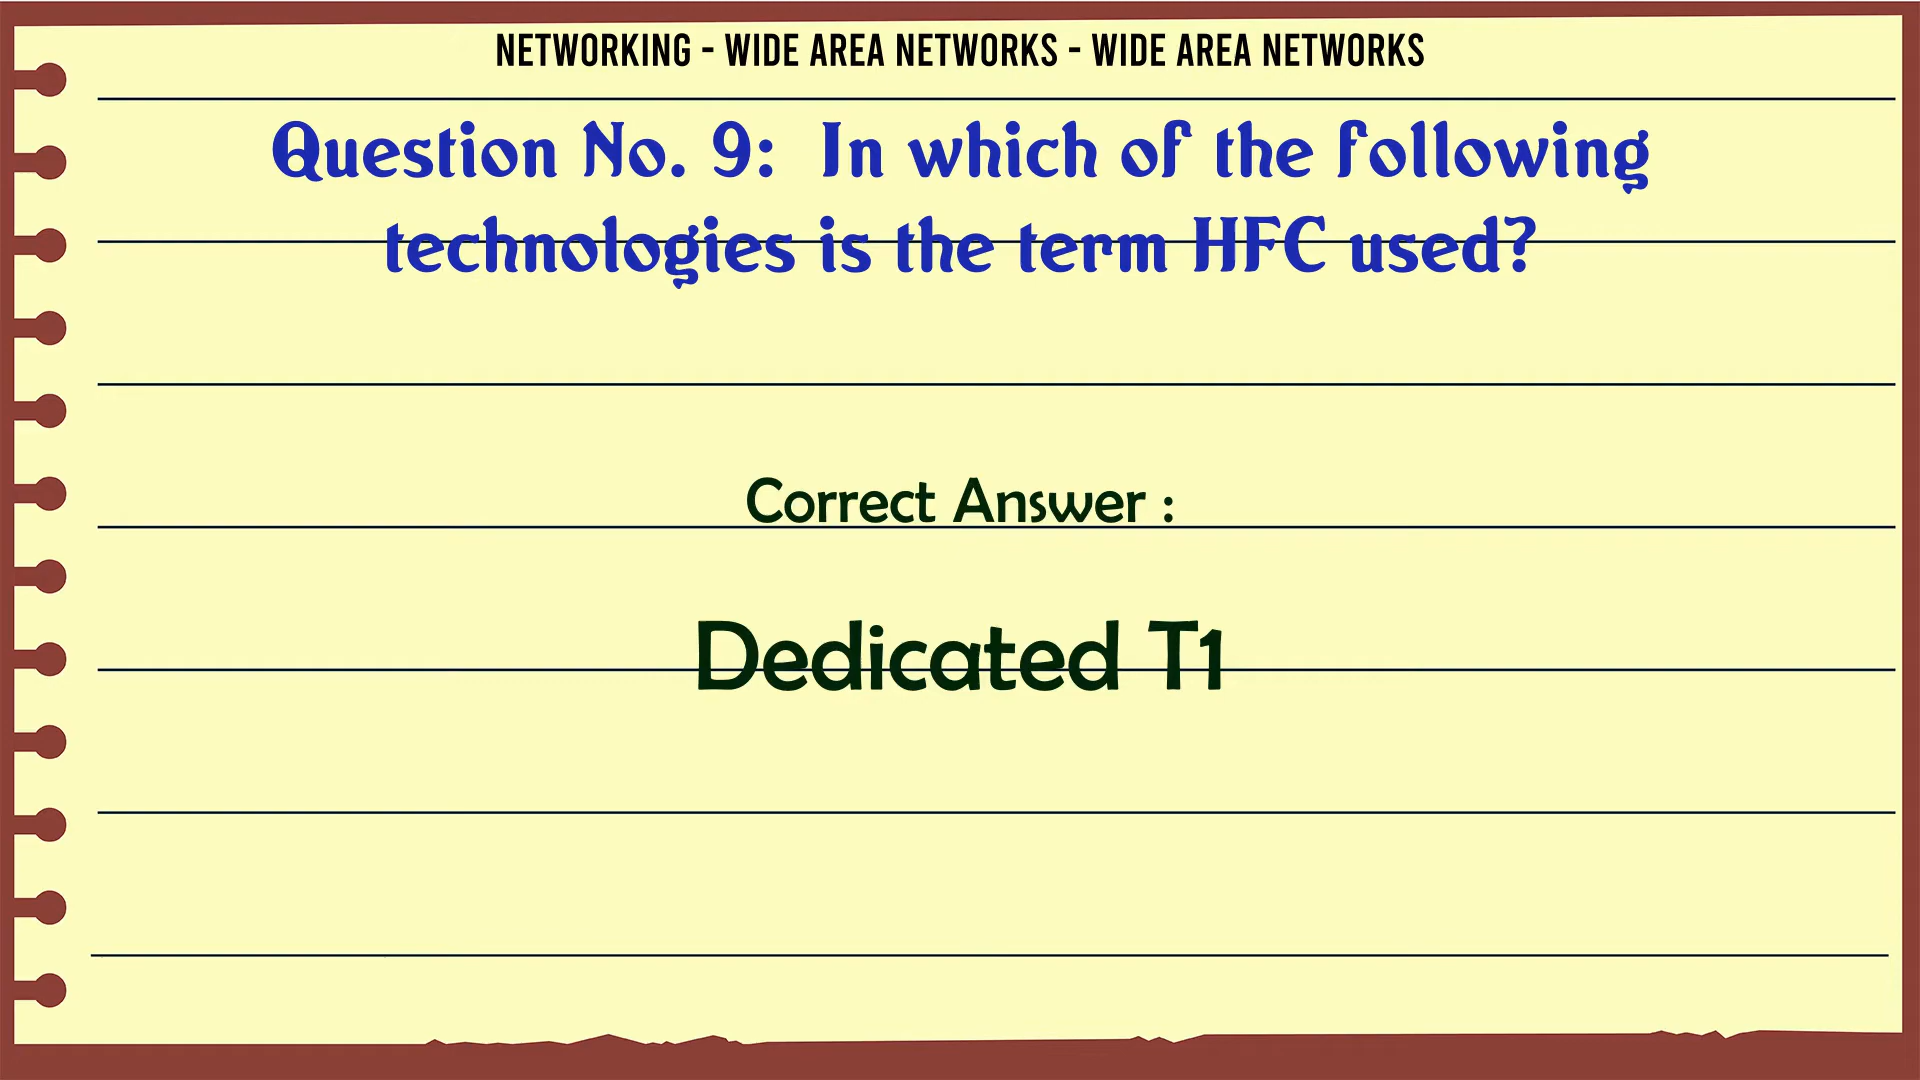 NETWORKING - WIDE AREA NETWORKS - WIDE AREA NETWORKS
Question No. 9: In which of the following
technologies is the term HFC used?
Correct Answer :
Dedicated T1